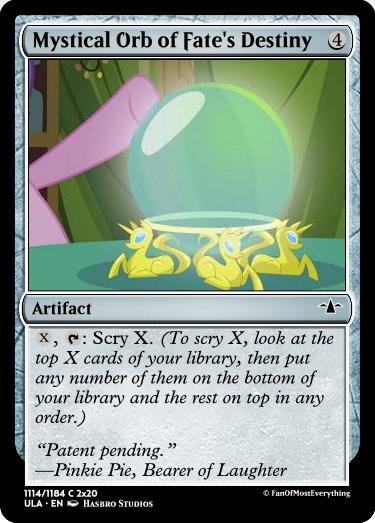 Mystical Orb of Fate's Destiny 4
Artifact
X, : Scry X. (To scry X, look at the
top X cards of your library, then put
any number of them on the bottom of
your library and the rest on top in any
order.)
“Patent pending.”
—Pinkie Pie, Bearer of Laughter
1114/1184 C 2x20
ULA · EN HASBRO STUDIOS
© FanOfMostEverything